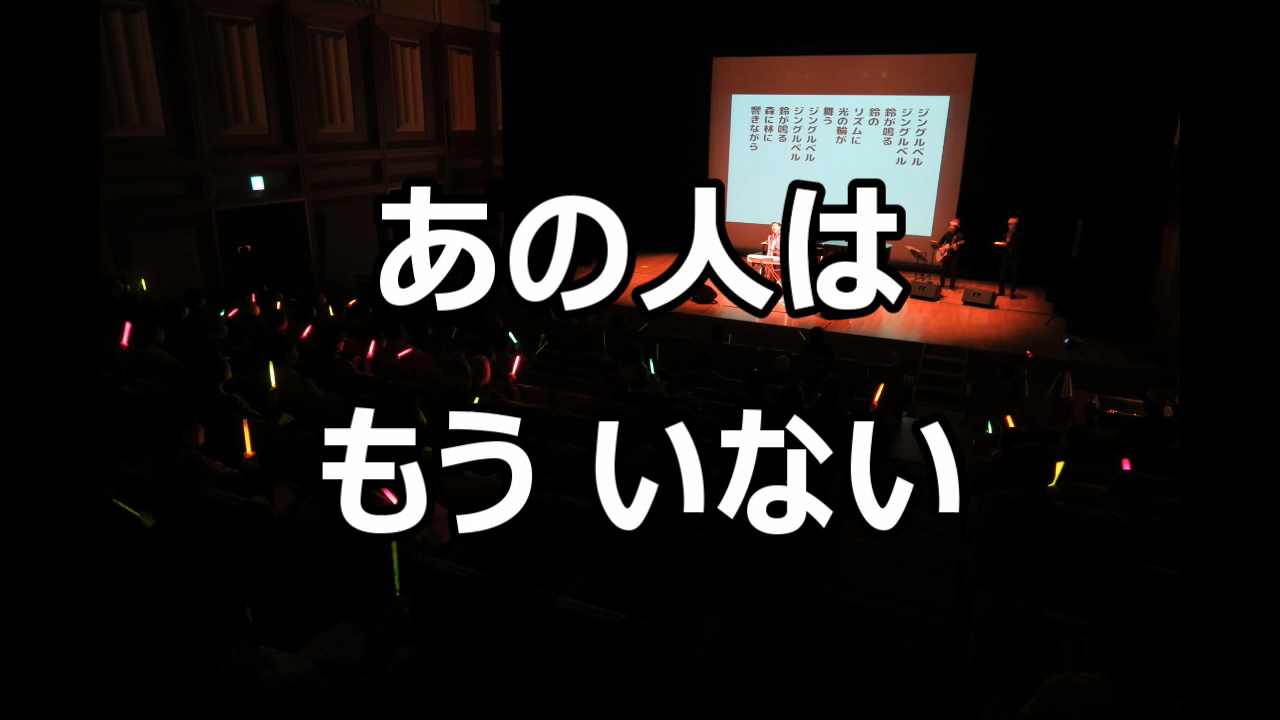 ジングルベル
ジングルベル
鈴が鳴る
鈴の
リズムに
光の輪が
舞う
ジングルベル
ジングルベル
鈴が鳴る
森に林に
響きながら
あの人は
もう いない